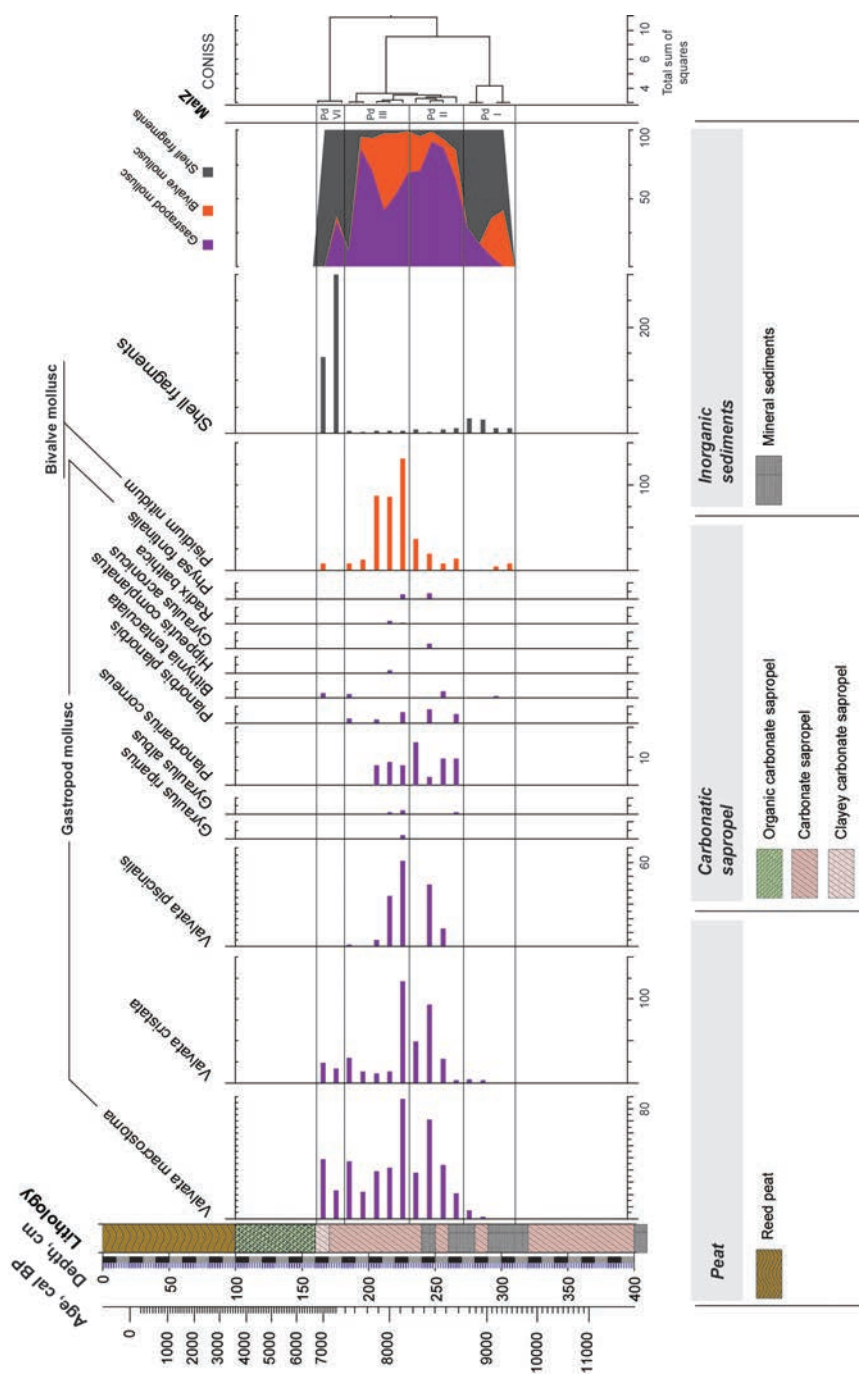 Gastropod mollusc
Bivalve mollusc
Age, cal BP
Depth, cm
Lithology
Valvata macrostoma
Valvata cristata
Valvata piscinalis
Gyraulus riparius
Gyraulus albus
Planorbarius corneus
Planorbis planorbis
Bithynia tentaculata
Hippeutis complanatus
Gyraulus acronicus
Radix balthica
Physa fontinalis
Pisidium nitidum
Shell fragments
Gastrapod mollusc
Bivalve mollusc
Shell fragments
MalZ
CONISS
0
1000
2000
3000
4000
5000
6000
7000
8000
9000
10000
11000
0
50
100
150
200
250
300
350
400
Pd VI
Pd III
Pd II
Pd I
80
100
60
10
100
200
50
100
4
6
8
10
Total sum of
squares
Peat
Reed peat
Carbonatic
sapropel
Organic carbonate sapropel
Carbonate sapropel
Clayey carbonate sapropel
Inorganic
sediments
Mineral sediments